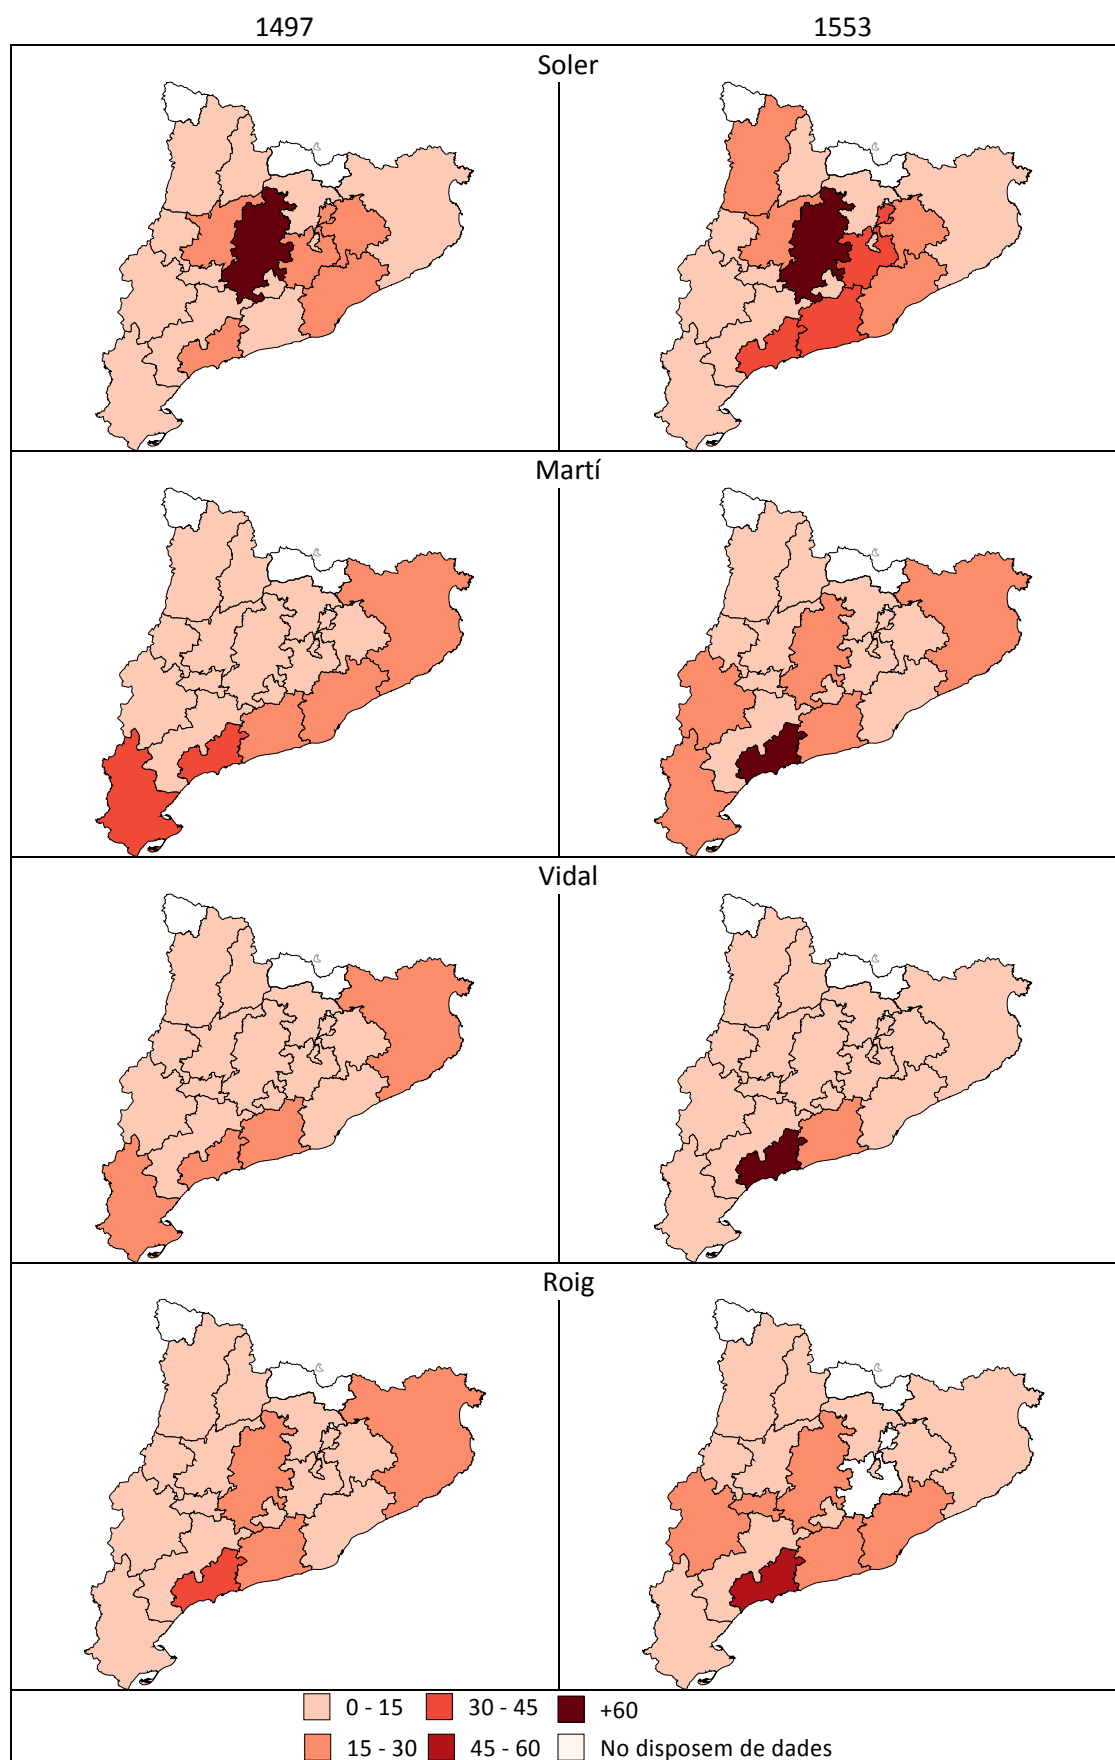 1497 1553
Soler
Martí
Vidal
Roig
0 - 15 30 - 45 +60
15 - 30 45 - 60 No disposem de dades